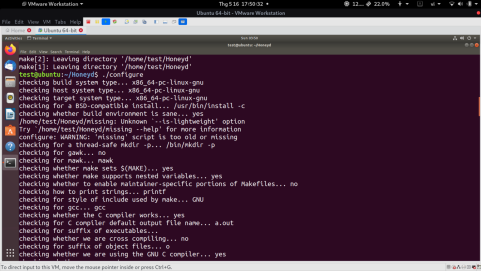 VMware Workstation
Thg 5 16 17:50:32
22.0%
Ubuntu 64-bit - VMware Workstation
File Edit View VM Tabs Help
Home Ubuntu 64-bit
Activities Terminal
test@ubuntu: ~/Honeyd
File Edit View Search Terminal Help
make[2]: Leaving directory '/home/test/Honeyd'
make[1]: Leaving directory '/home/test/Honeyd'
test@ubuntu:~/Honeyd$ ./configure
checking build system type... x86_64-pc-linux-gnu
checking host system type... x86_64-pc-linux-gnu
checking target system type... x86_64-pc-linux-gnu
checking for a BSD-compatible install... /usr/bin/install -c
checking whether build environment is sane... yes
/home/test/Honeyd/missing: Unknown `--is-lightweight' option
Try `/home/test/Honeyd/missing --help' for more information
configure: WARNING: 'missing' script is too old or missing
checking for a thread-safe mkdir -p... /bin/mkdir -p
checking for gawk... no
checking for mawk... mawk
checking whether make sets $(MAKE)... yes
checking whether make supports nested variables... yes
checking whether to enable maintainer-specific portions of Makefiles... no
checking how to print strings... printf
checking for style of include used by make... GNU
checking for gcc... gcc
checking whether the C compiler works... yes
checking for C compiler default output file name... a.out
checking for suffix of executables...
checking whether we are cross compiling... no
checking for suffix of object files... o
checking whether we are using the GNU C compiler... yes
To direct input to this VM, move the mouse pointer inside or press Ctrl+G.